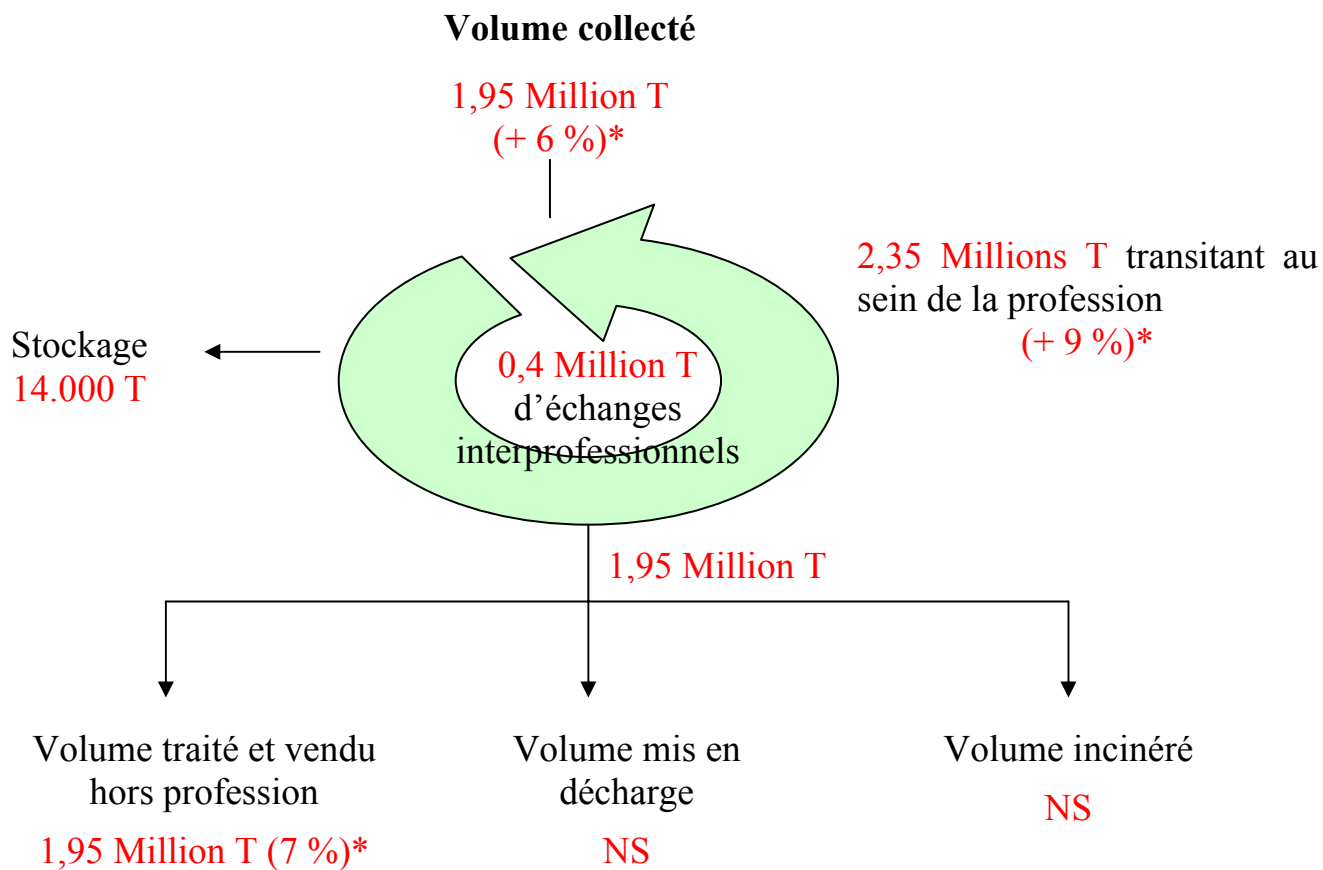 Volume collecté
1,95 Million T
(+ 6 %)*
2,35 Millions T transitant au
sein de la profession
(+ 9 %)*
Stockage
14.000 T
0,4 Million T
d’échanges
interprofessionnels
1,95 Million T
Volume traité et vendu
hors profession
1,95 Million T (7 %)*
Volume mis en
décharge
NS
Volume incinéré
NS